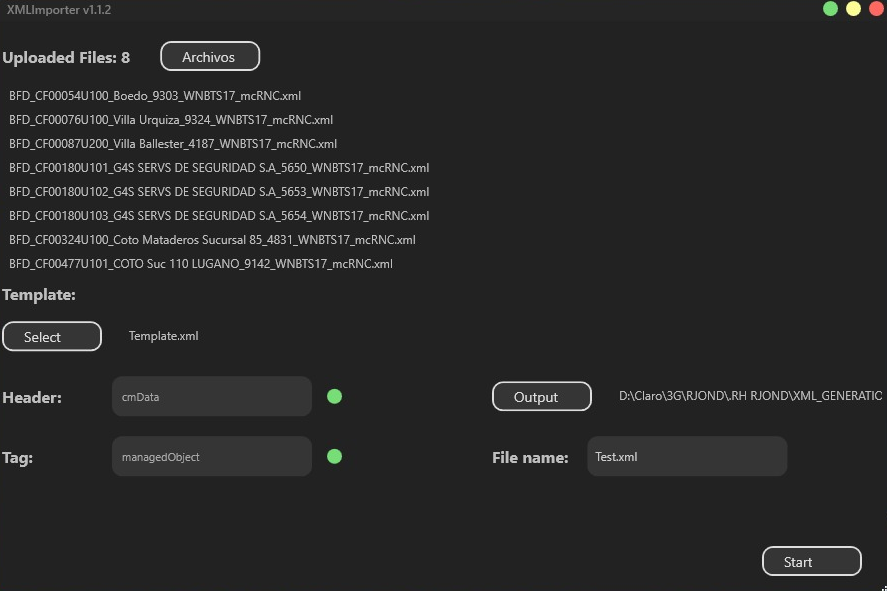 XMLImporter v1.1.2
Uploaded Files: 8 Archivos
BFD_CF00054U100_Boedo_9303_WNBTS17_mcRNC.xml
BFD_CF00076U100_Villa Urquiza_9324_WNBTS17_mcRNC.xml
BFD_CF00087U200_Villa Ballester_4187_WNBTS17_mcRNC.xml
BFD_CF00180U101_G4S SERVS DE SEGURIDAD S.A_5650_WNBTS17_mcRNC.xml
BFD_CF00180U102_G4S SERVS DE SEGURIDAD S.A_5653_WNBTS17_mcRNC.xml
BFD_CF00180U103_G4S SERVS DE SEGURIDAD S.A_5654_WNBTS17_mcRNC.xml
BFD_CF00324U100_Coto Mataderos Sucursal 85_4831_WNBTS17_mcRNC.xml
BFD_CF00477U101_COTO Suc 110 LUGANO_9142_WNBTS17_mcRNC.xml
Template:
Select Template.xml
Header: cmData Output D:\Claro\3G\RJOND\.RH RJOND\XML_GENERATIO
Tag: managedObject File name: Test.xml
Start